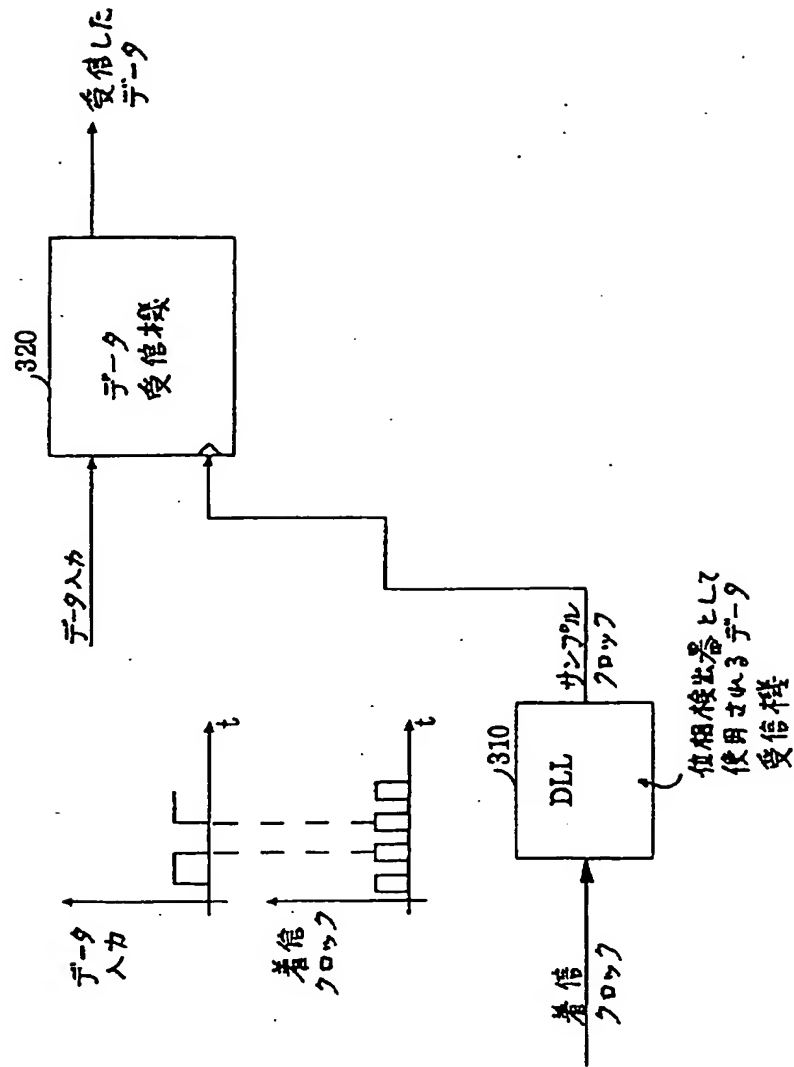 データ
入力
t
着信
クロック
t
データ入力
320
データ
受信機
受信した
データ
着信
クロック
310
DLL
サンプル
クロック
位相検出器として
使用されるデータ
受信機